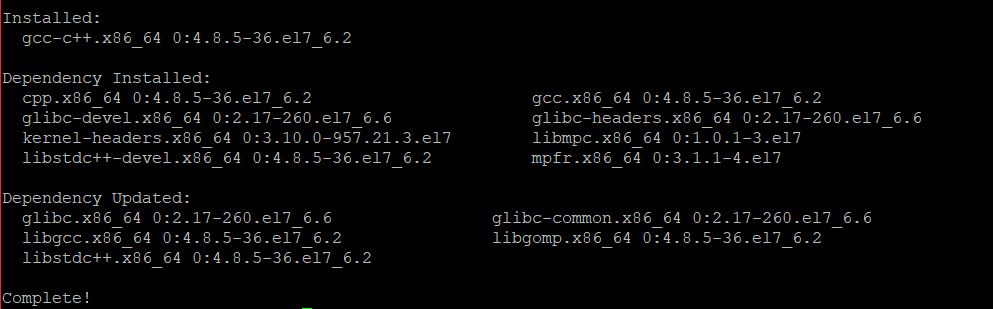 Installed:
  gcc-c++.x86_64 0:4.8.5-36.el7_6.2

Dependency Installed:
  cpp.x86_64 0:4.8.5-36.el7_6.2                      gcc.x86_64 0:4.8.5-36.el7_6.2
  glibc-devel.x86_64 0:2.17-260.el7_6.6              glibc-headers.x86_64 0:2.17-260.el7_6.6
  kernel-headers.x86_64 0:3.10.0-957.21.3.el7        libmpc.x86_64 0:1.0.1-3.el7
  libstdc++-devel.x86_64 0:4.8.5-36.el7_6.2          mpfr.x86_64 0:3.1.1-4.el7

Dependency Updated:
  glibc.x86_64 0:2.17-260.el7_6.6                glibc-common.x86_64 0:2.17-260.el7_6.6
  libgcc.x86_64 0:4.8.5-36.el7_6.2               libgomp.x86_64 0:4.8.5-36.el7_6.2
  libstdc++.x86_64 0:4.8.5-36.el7_6.2

Complete!